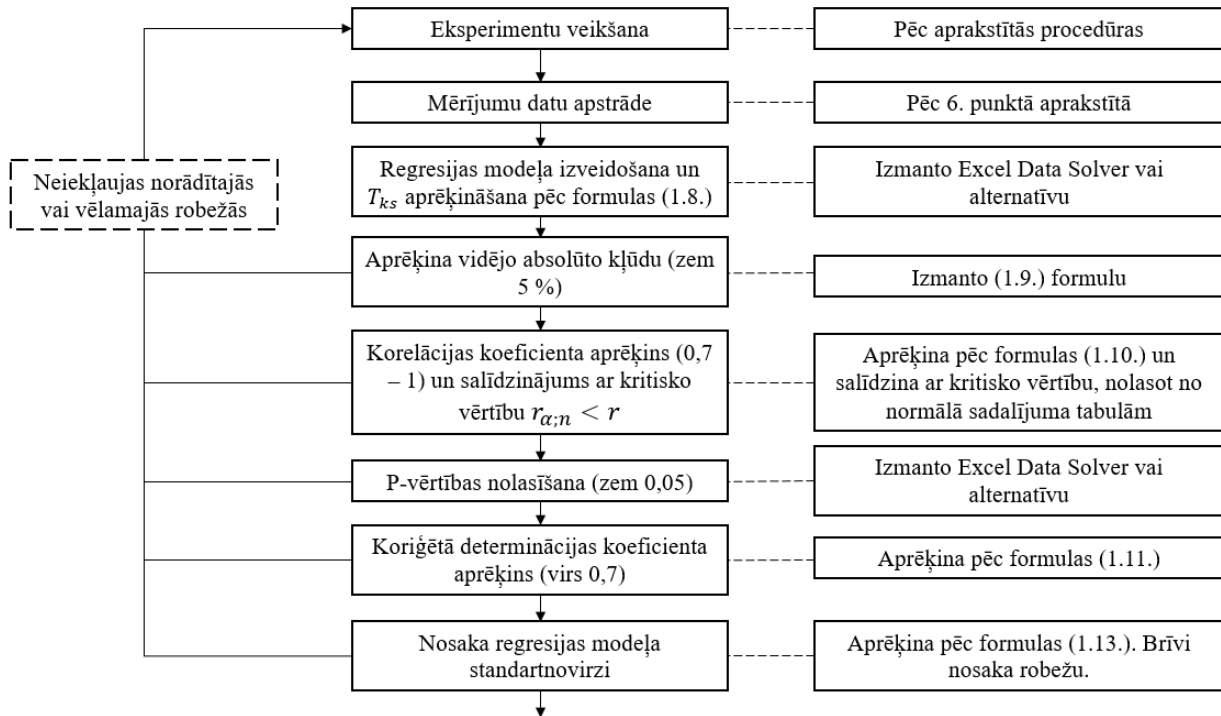 Eksperimentu veikšana
Pēc aprakstītās procedūras
Mērījumu datu apstrāde
Pēc 6. punktā aprakstītā
Neiekļaujas norādītajās
vai vēlamajās robežās
Regresijas modeļa izveidošana un
T_{ks} aprēķināšana pēc formulas (1.8.)
Izmanto Excel Data Solver vai
alternatīvu
Aprēķina vidējo absolūto kļūdu (zem
5 %)
Izmanto (1.9.) formulu
Korelācijas koeficienta aprēķins (0,7
– 1) un salīdzinājums ar kritisko
vērtību r_{α;n} < r
Aprēķina pēc formulas (1.10.) un
salīdzina ar kritisko vērtību, nolasot no
normālā sadalījuma tabulām
P-vērtības nolasīšana (zem 0,05)
Izmanto Excel Data Solver vai
alternatīvu
Koriģētā determinācijas koeficienta
aprēķins (virs 0,7)
Aprēķina pēc formulas (1.11.)
Nosaka regresijas modeļa
standartnovirzi
Aprēķina pēc formulas (1.13.). Brīvi
nosaka robežu.